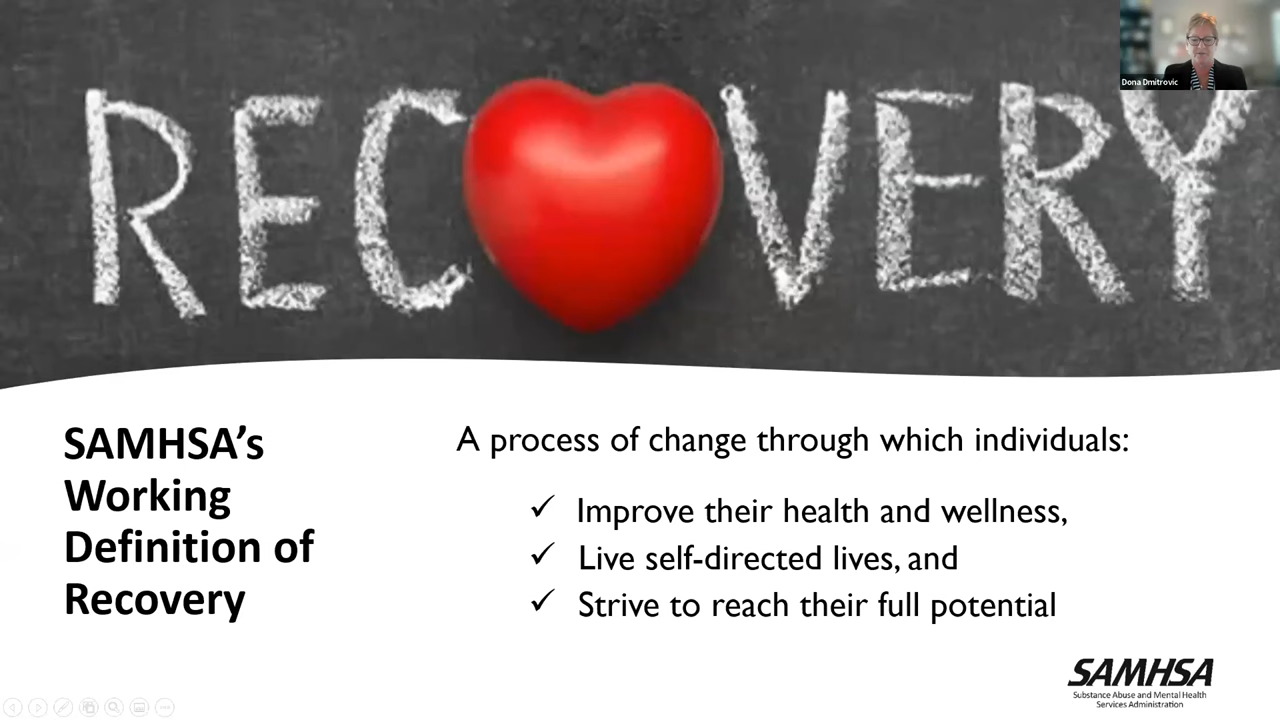 Dona Dmitrovic
REC VERY
SAMHSA's
Working
Definition of
Recovery
A process of change through which individuals:
✓ Improve their health and wellness,
✓ Live self-directed lives, and
✓ Strive to reach their full potential
SAMHSA
Substance Abuse and Mental Health
Services Administration